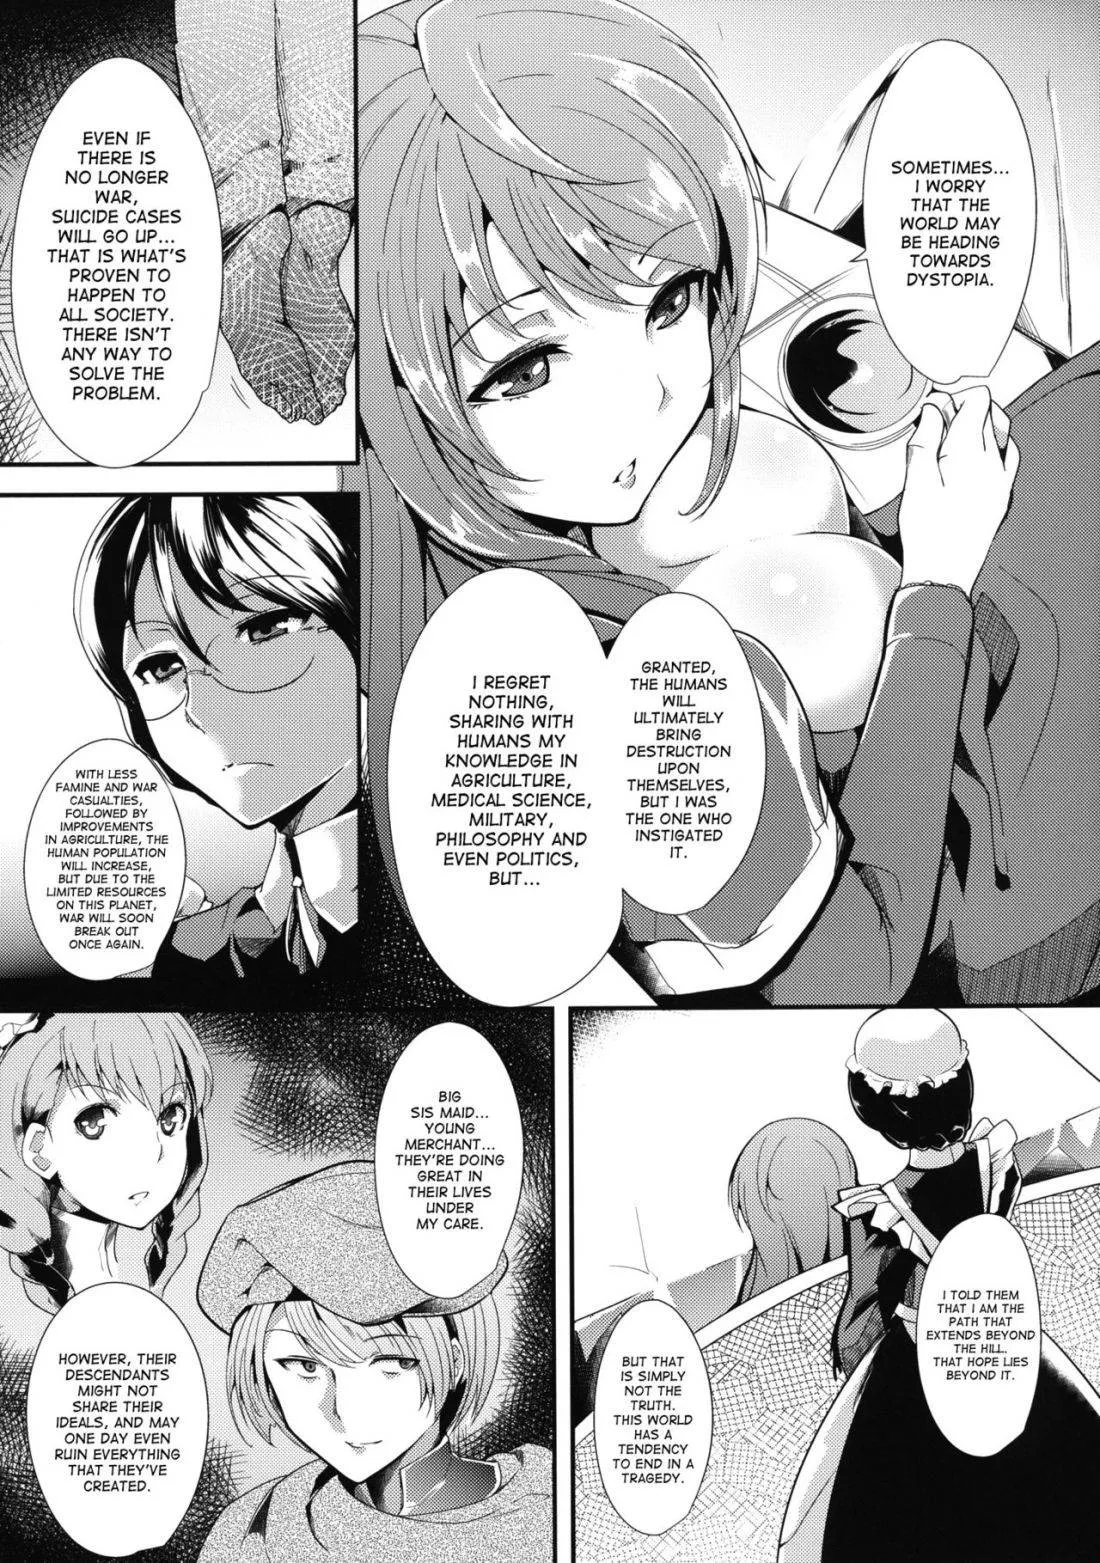 SOMETIMES...
I WORRY
THAT THE
WORLD MAY
BE HEADING
TOWARDS
DYSTOPIA.
GRANTED,
THE HUMANS
WILL
ULTIMATELY
BRING
DESTRUCTION
UPON
THEMSELVES,
BUT I WAS
THE ONE WHO
INSTIGATED
IT.
I REGRET
NOTHING,
SHARING WITH
HUMANS MY
KNOWLEDGE IN
AGRICULTURE,
MEDICAL SCIENCE,
MILITARY,
PHILOSOPHY AND
EVEN POLITICS,
BUT...
EVEN IF
THERE IS
NO LONGER
WAR,
SUICIDE CASES
WILL GO UP...
THAT IS WHAT'S
PROVEN TO
HAPPEN TO
ALL SOCIETY.
THERE ISN'T
ANY WAY TO
SOLVE THE
PROBLEM.
WITH LESS
FAMINE AND WAR
CASUALTIES,
FOLLOWED BY
IMPROVEMENTS
IN AGRICULTURE, THE
HUMAN POPULATION
WILL INCREASE,
BUT DUE TO THE
LIMITED RESOURCES
ON THIS PLANET,
WAR WILL SOON
BREAK OUT
ONCE AGAIN.
I TOLD THEM
THAT I AM THE
PATH THAT
EXTENDS BEYOND
THE HILL.
THAT HOPE LIES
BEYOND IT.
BUT THAT
IS SIMPLY
NOT THE
TRUTH.
THIS WORLD
HAS A
TENDENCY
TO END IN A
TRAGEDY.
BIG
SIS MAID...
YOUNG
MERCHANT...
THEY'RE DOING
GREAT IN
THEIR LIVES
UNDER
MY CARE.
HOWEVER, THEIR
DESCENDANTS
MIGHT NOT
SHARE THEIR
IDEALS, AND MAY
ONE DAY EVEN
RUIN EVERYTHING
THAT THEY'VE
CREATED.